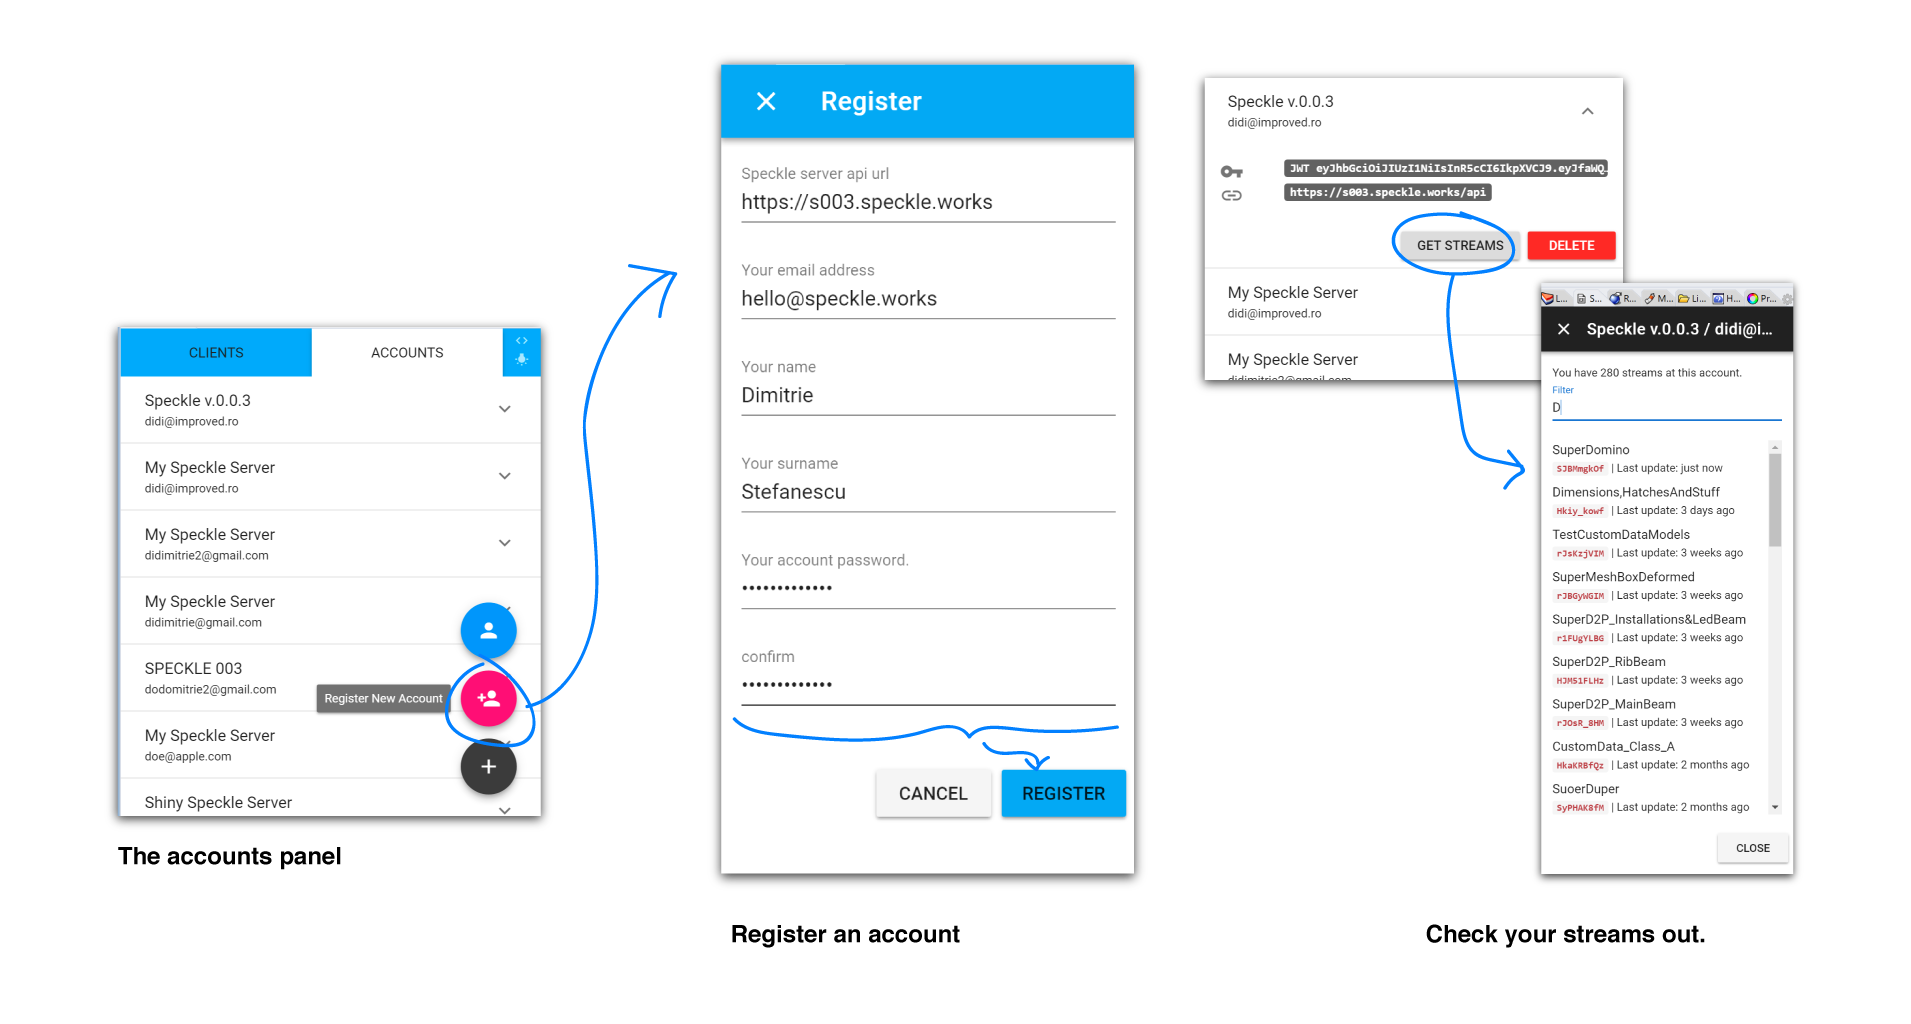 CLIENTS
ACCOUNTS
Speckle v.0.0.3
didi@improved.ro
My Speckle Server
didi@improved.ro
My Speckle Server
didimitrie2@gmail.com
My Speckle Server
didimitrie@gmail.com
SPECKLE 003
dodomitrie2@gmail.com
Register New Account
My Speckle Server
doe@apple.com
Shiny Speckle Server
The accounts panel
Register
Speckle server api url
https://s003.speckle.works
Your email address
hello@speckle.works
Your name
Dimitrie
Your surname
Stefanescu
Your account password.
•••••••••••••
confirm
•••••••••••••
CANCEL
REGISTER
Register an account
Speckle v.0.0.3
didi@improved.ro
JWT eyJhbGciOiJIUzI1NiIsInR5cCI6IkpXVCJ9.eyJfaWQ
https://s003.speckle.works/api
GET STREAMS
DELETE
My Speckle Server
didi@improved.ro
My Speckle Server
didimitrie2@gmail.com
L... S... R... M... Li... H... Pr...
Speckle v.0.0.3 / didi@i...
You have 280 streams at this account.
Filter
D
SuperDomino
SJBMmgkOf | Last update: just now
Dimensions,HatchesAndStuff
Hkiy_kowf | Last update: 3 days ago
TestCustomDataModels
rJsKzjVIM | Last update: 3 weeks ago
SuperMeshBoxDeformed
rJBGyWGIM | Last update: 3 weeks ago
SuperD2P_Installations&LedBeam
r1FUgYLBG | Last update: 3 weeks ago
SuperD2P_RibBeam
HJM51FLHz | Last update: 3 weeks ago
SuperD2P_MainBeam
rJOsR_8HM | Last update: 3 weeks ago
CustomData_Class_A
HkaKRBfQz | Last update: 2 months ago
SuoerDuper
SyPHAK8fM | Last update: 2 months ago
CLOSE
Check your streams out.